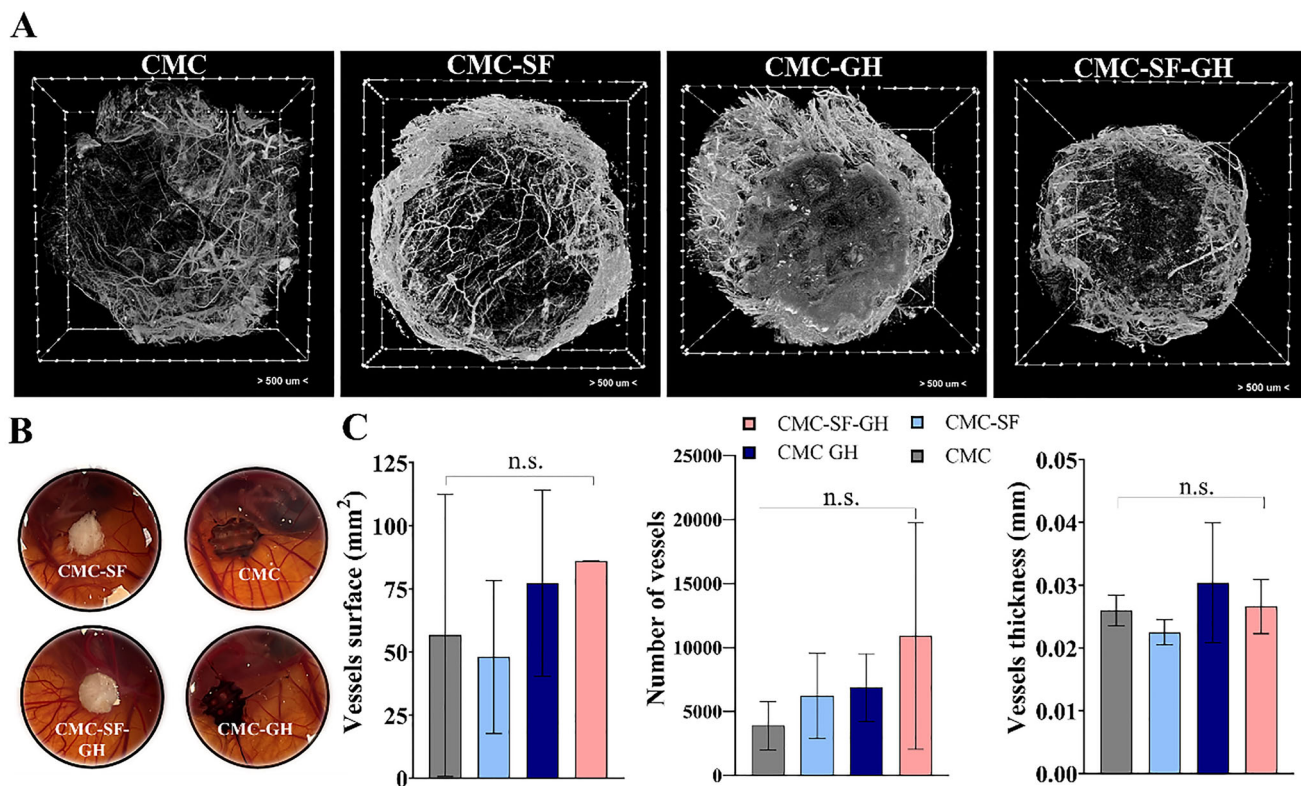 A
CMC
CMC-SF
CMC-GH
CMC-SF-GH
> 500 um <
> 500 um <
> 500 um <
> 500 um <
B
CMC-SF
CMC
CMC-SF-
GH
CMC-GH
C
CMC-SF-GH
CMC-SF
CMC GH
CMC
Vessels surface (mm²)
125
100
75
50
25
0
n.s.
Number of vessels
25000
20000
15000
10000
5000
0
n.s.
Vessels thickness (mm)
0.05
0.04
0.03
0.02
0.01
0.00
n.s.